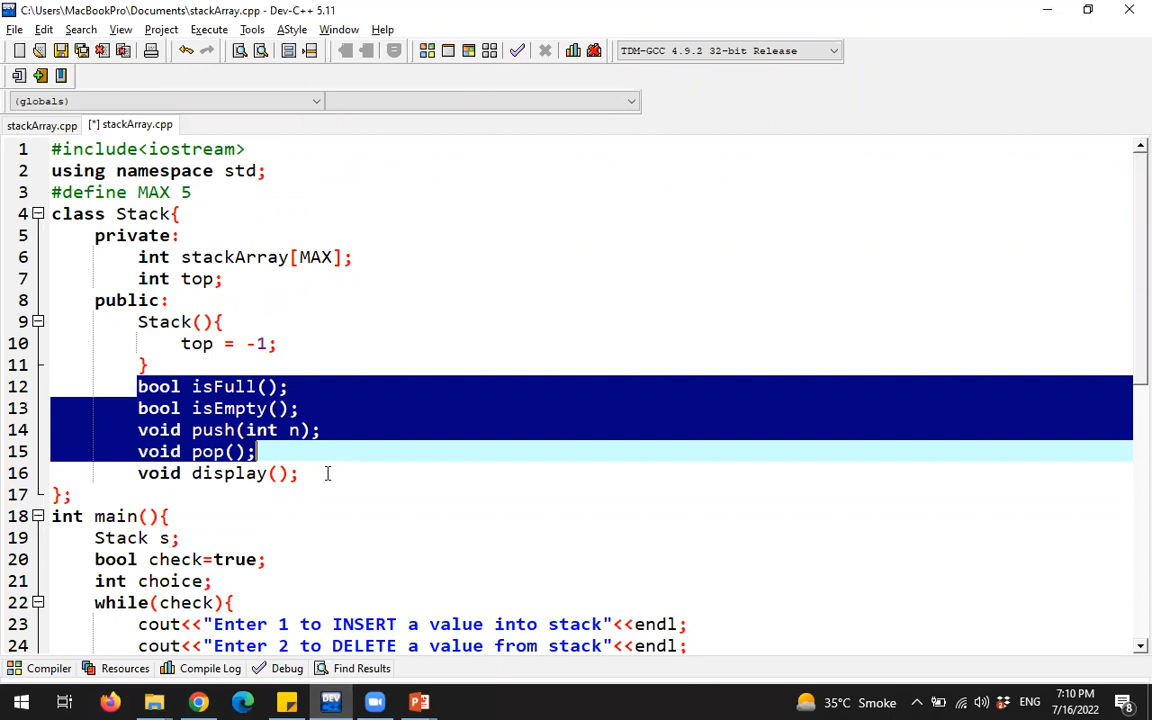 C:\Users\MacBookPro\Documents\stackArray.cpp - Dev-C++ 5.11
File Edit Search View Project Execute Tools AStyle Window Help
TDM-GCC 4.9.2 32-bit Release
(globals)
stackArray.cpp [*] stackArray.cpp
1 #include<iostream>
2 using namespace std;
3 #define MAX 5
4 class Stack{
5 private:
6 int stackArray[MAX];
7 int top;
8 public:
9 Stack(){
10 top = -1;
11 }
12 bool isFull();
13 bool isEmpty();
14 void push(int n);
15 void pop();
16 void display();
17 };
18 int main(){
19 Stack s;
20 bool check=true;
21 int choice;
22 while(check){
23 cout<<"Enter 1 to INSERT a value into stack"<<endl;
24 cout<<"Enter 2 to DELETE a value from stack"<<endl;
Compiler Resources Compile Log Debug Find Results
DEV
35°C Smoke ENG 7:10 PM
7/16/2022 8